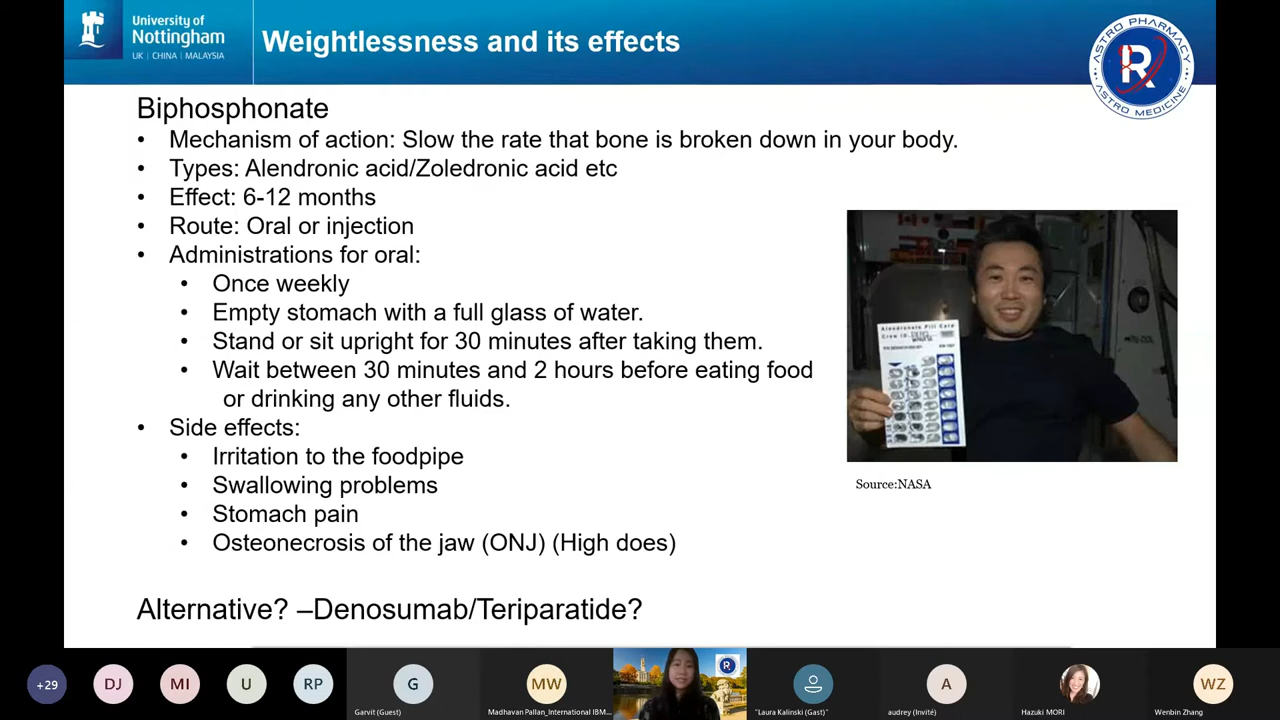 University of
Nottingham
UK | CHINA | MALAYSIA
Weightlessness and its effects
ASTRO PHARMACY
R
ASTRO MEDICINE
Biphosphonate
• Mechanism of action: Slow the rate that bone is broken down in your body.
• Types: Alendronic acid/Zoledronic acid etc
• Effect: 6-12 months
• Route: Oral or injection
• Administrations for oral:
• Once weekly
• Empty stomach with a full glass of water.
• Stand or sit upright for 30 minutes after taking them.
• Wait between 30 minutes and 2 hours before eating food
or drinking any other fluids.
• Side effects:
• Irritation to the foodpipe
• Swallowing problems
• Stomach pain
• Osteonecrosis of the jaw (ONJ) (High does)
Alendronate Pill Card
Crew ID:
Source:NASA
Alternative? –Denosumab/Teriparatide?
+29
DJ
MI
U
RP
G
MW
R
A
WZ
Garvit (Guest)
Madhavan Pallan_International IBM...
"Laura Kalinski (Gast)"
audrey (Invité)
Hazuki MORI
Wenbin Zhang